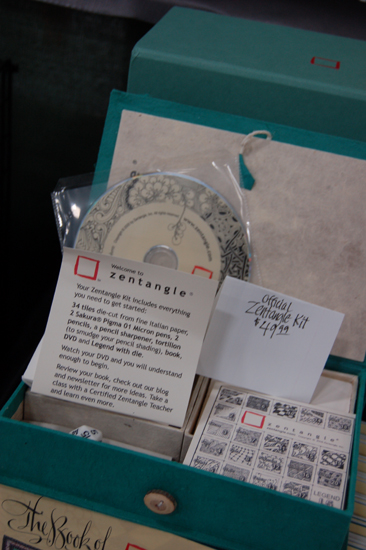 www.zentangle.com
Welcome to
zentangle®
Your Zentangle Kit includes everything
you need to get started:
34 tiles die-cut from fine Italian paper,
2 Sakura® Pigma 01 Micron pens, 2
pencils, a pencil sharpener, tortillon
(to smudge your pencil shading), book,
DVD and Legend with die.
Watch your DVD and you will understand
enough to begin.
Review your book, check out our blog
and newsletter for more ideas. Take a
class with a Certified Zentangle Teacher
and learn even more.
Official
Zentangle Kit
$49.99
zentangle®
LEGEND
The Book of